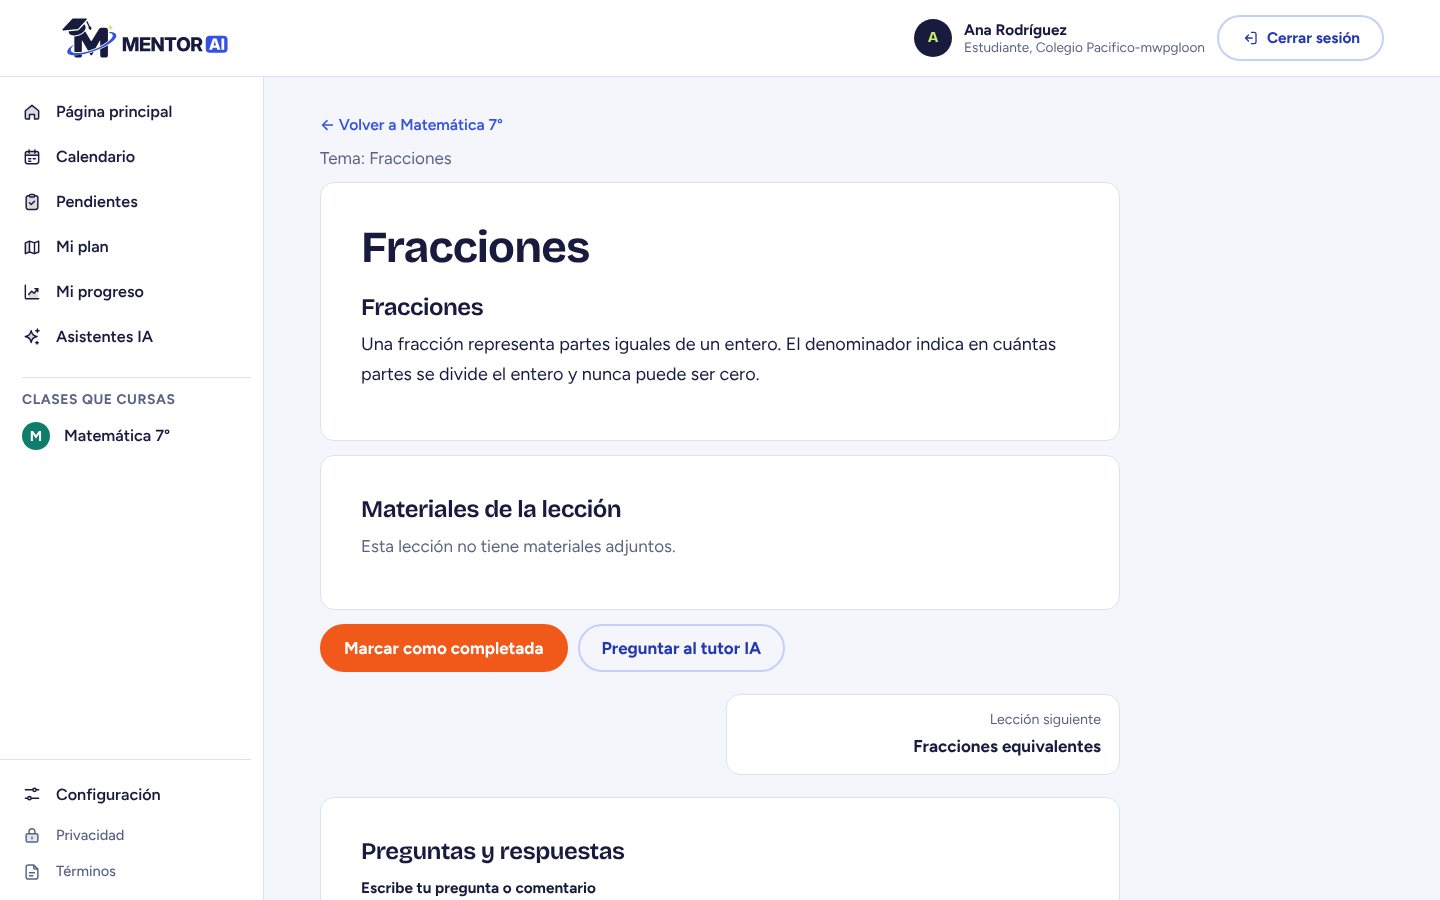 MENTOR AI
A
Ana Rodríguez
Estudiante, Colegio Pacifico-mwpgloon
Cerrar sesión
Página principal
Calendario
Pendientes
Mi plan
Mi progreso
Asistentes IA
CLASES QUE CURSAS
M
Matemática 7°
Configuración
Privacidad
Términos
← Volver a Matemática 7°
Tema: Fracciones
Fracciones
Fracciones
Una fracción representa partes iguales de un entero. El denominador indica en cuántas
partes se divide el entero y nunca puede ser cero.
Materiales de la lección
Esta lección no tiene materiales adjuntos.
Marcar como completada
Preguntar al tutor IA
Lección siguiente
Fracciones equivalentes
Preguntas y respuestas
Escribe tu pregunta o comentario